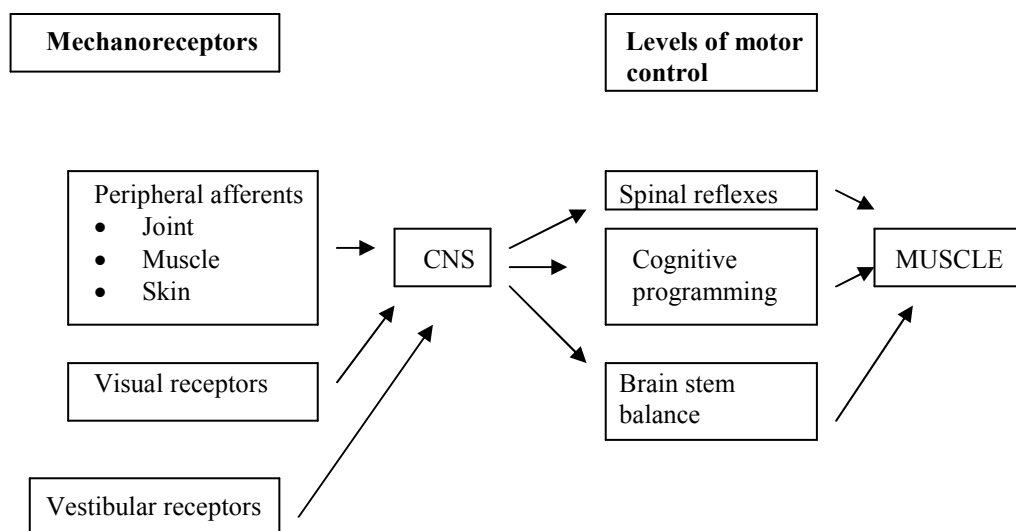 Mechanoreceptors
Levels of motor
control
Peripheral afferents
• Joint
• Muscle
• Skin
Visual receptors
Vestibular receptors
CNS
Spinal reflexes
Cognitive
programming
Brain stem
balance
MUSCLE